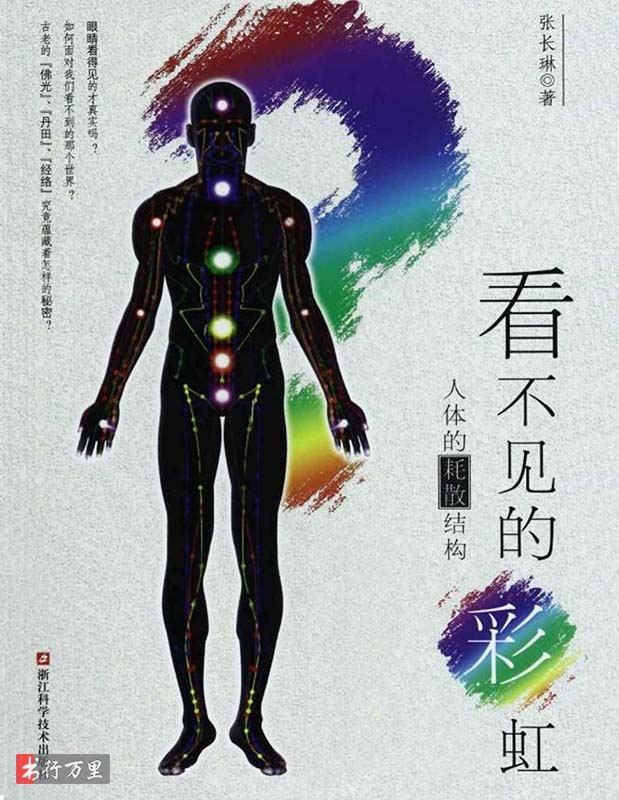 张长琳◎著
看不见的彩虹
人体的耗散结构
眼睛看得见的才真实吗？
如何面对我们看不到的那个世界？
古老的『佛光』、『丹田』、『经络』究竟蕴藏着怎样的秘密？
浙江科学技术出
书行万里